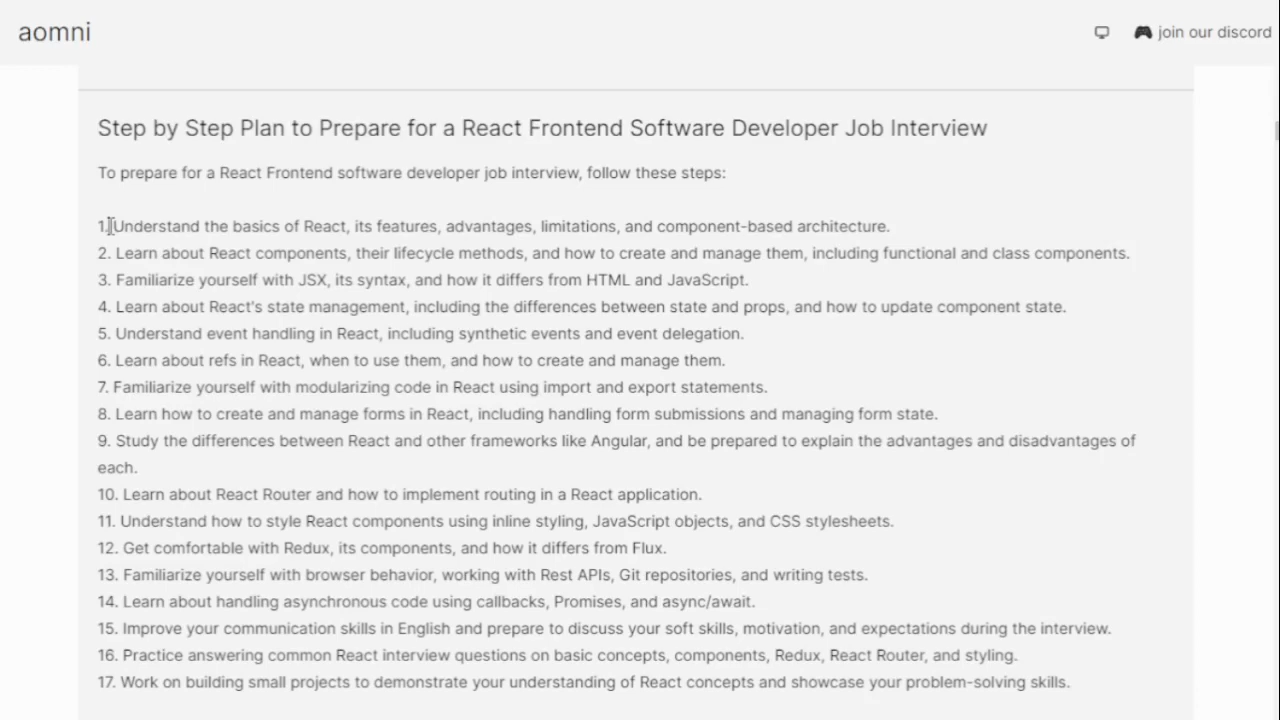 aomni
join our discord
Step by Step Plan to Prepare for a React Frontend Software Developer Job Interview
To prepare for a React Frontend software developer job interview, follow these steps:
1. Understand the basics of React, its features, advantages, limitations, and component-based architecture.
2. Learn about React components, their lifecycle methods, and how to create and manage them, including functional and class components.
3. Familiarize yourself with JSX, its syntax, and how it differs from HTML and JavaScript.
4. Learn about React's state management, including the differences between state and props, and how to update component state.
5. Understand event handling in React, including synthetic events and event delegation.
6. Learn about refs in React, when to use them, and how to create and manage them.
7. Familiarize yourself with modularizing code in React using import and export statements.
8. Learn how to create and manage forms in React, including handling form submissions and managing form state.
9. Study the differences between React and other frameworks like Angular, and be prepared to explain the advantages and disadvantages of
each.
10. Learn about React Router and how to implement routing in a React application.
11. Understand how to style React components using inline styling, JavaScript objects, and CSS stylesheets.
12. Get comfortable with Redux, its components, and how it differs from Flux.
13. Familiarize yourself with browser behavior, working with Rest APIs, Git repositories, and writing tests.
14. Learn about handling asynchronous code using callbacks, Promises, and async/await.
15. Improve your communication skills in English and prepare to discuss your soft skills, motivation, and expectations during the interview.
16. Practice answering common React interview questions on basic concepts, components, Redux, React Router, and styling.
17. Work on building small projects to demonstrate your understanding of React concepts and showcase your problem-solving skills.